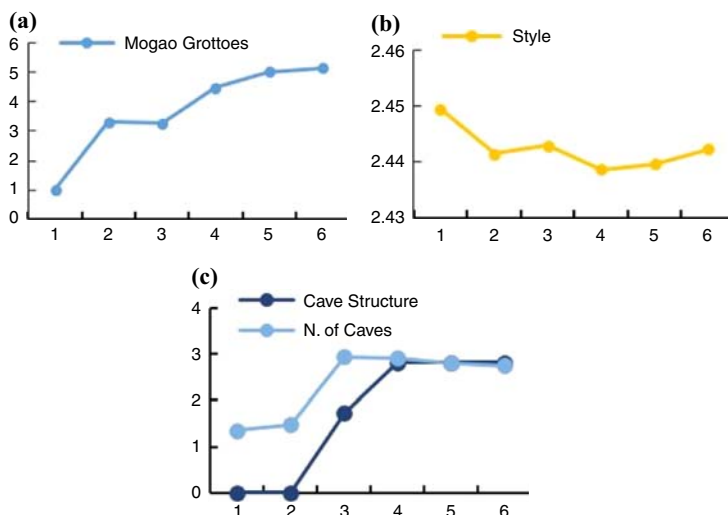 (a)
Mogao Grottoes
6
5
4
3
2
1
0
1 2 3 4 5 6
(b)
Style
2.46
2.45
2.44
2.43
1 2 3 4 5 6
(c)
Cave Structure
N. of Caves
4
3
2
1
0
1 2 3 4 5 6